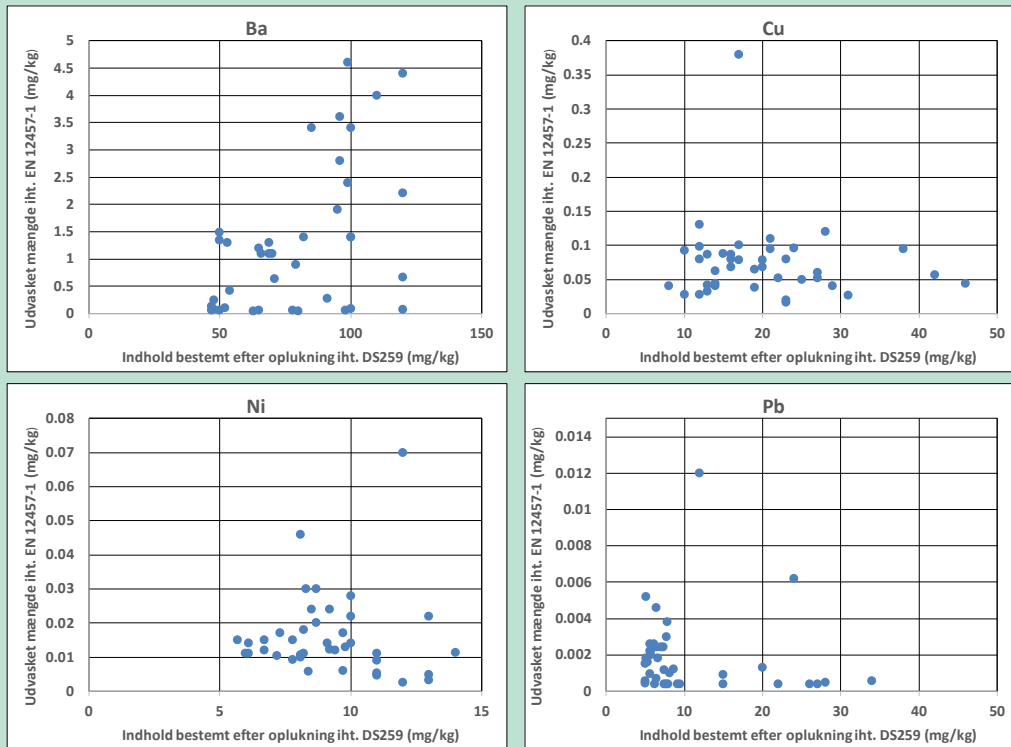 Ba
Udvasket mængde iht. EN 12457-1 (mg/kg)
5
4.5
4
3.5
3
2.5
2
1.5
1
0.5
0
0 50 100 150
Indhold bestemt efter oplukning iht. DS259 (mg/kg)
Cu
Udvasket mængde iht. EN 12457-1 (mg/kg)
0.4
0.35
0.3
0.25
0.2
0.15
0.1
0.05
0
0 10 20 30 40 50
Indhold bestemt efter oplukning iht. DS259 (mg/kg)
Ni
Udvasket mængde iht. EN 12457-1 (mg/kg)
0.08
0.07
0.06
0.05
0.04
0.03
0.02
0.01
0
0 5 10 15
Indhold bestemt efter oplukning iht. DS259 (mg/kg)
Pb
Udvasket mængde iht. EN 12457-1 (mg/kg)
0.014
0.012
0.01
0.008
0.006
0.004
0.002
0
0 10 20 30 40 50
Indhold bestemt efter oplukning iht. DS259 (mg/kg)